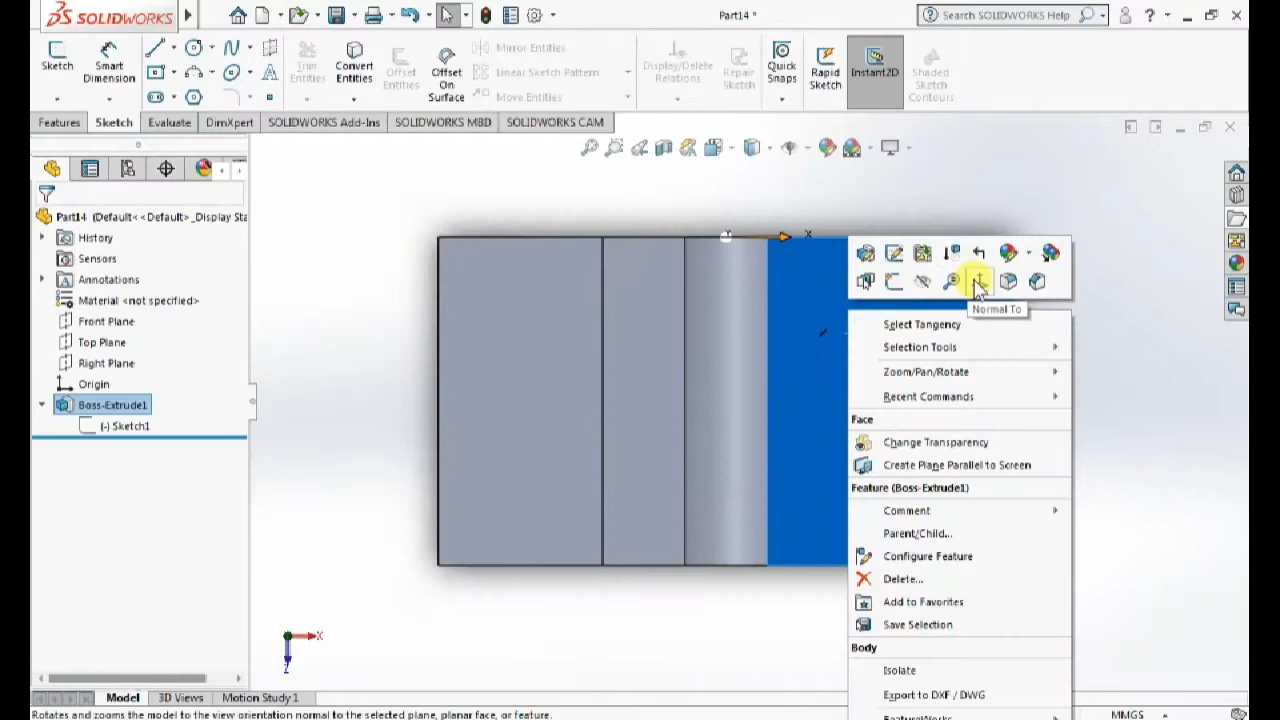 SOLIDWORKS
Part14 *
Search SOLIDWORKS Help
Sketch
Smart Dimension
Trim Entities
Convert Entities
Offset Entities
Offset On Surface
Mirror Entities
Linear Sketch Pattern
Move Entities
Display/Delete Relations
Repair Sketch
Quick Snaps
Rapid Sketch
Instant2D
Shaded Sketch Contours
Features
Sketch
Evaluate
DimXpert
SOLIDWORKS Add-Ins
SOLIDWORKS MBD
SOLIDWORKS CAM
Part14 (Default<<Default>_Display Sta
History
Sensors
Annotations
Material <not specified>
Front Plane
Top Plane
Right Plane
Origin
Boss-Extrude1
(-) Sketch1
X
Normal To
Select Tangency
Selection Tools
Zoom/Pan/Rotate
Recent Commands
Face
Change Transparency
Create Plane Parallel to Screen
Feature (Boss-Extrude1)
Comment
Parent/Child...
Configure Feature
Delete...
Add to Favorites
Save Selection
Body
Isolate
Export to DXF / DWG
FeatureWorks
X
Z
Model
3D Views
Motion Study 1
Rotates and zooms the model to the view orientation normal to the selected plane, planar face, or feature.
MMGS